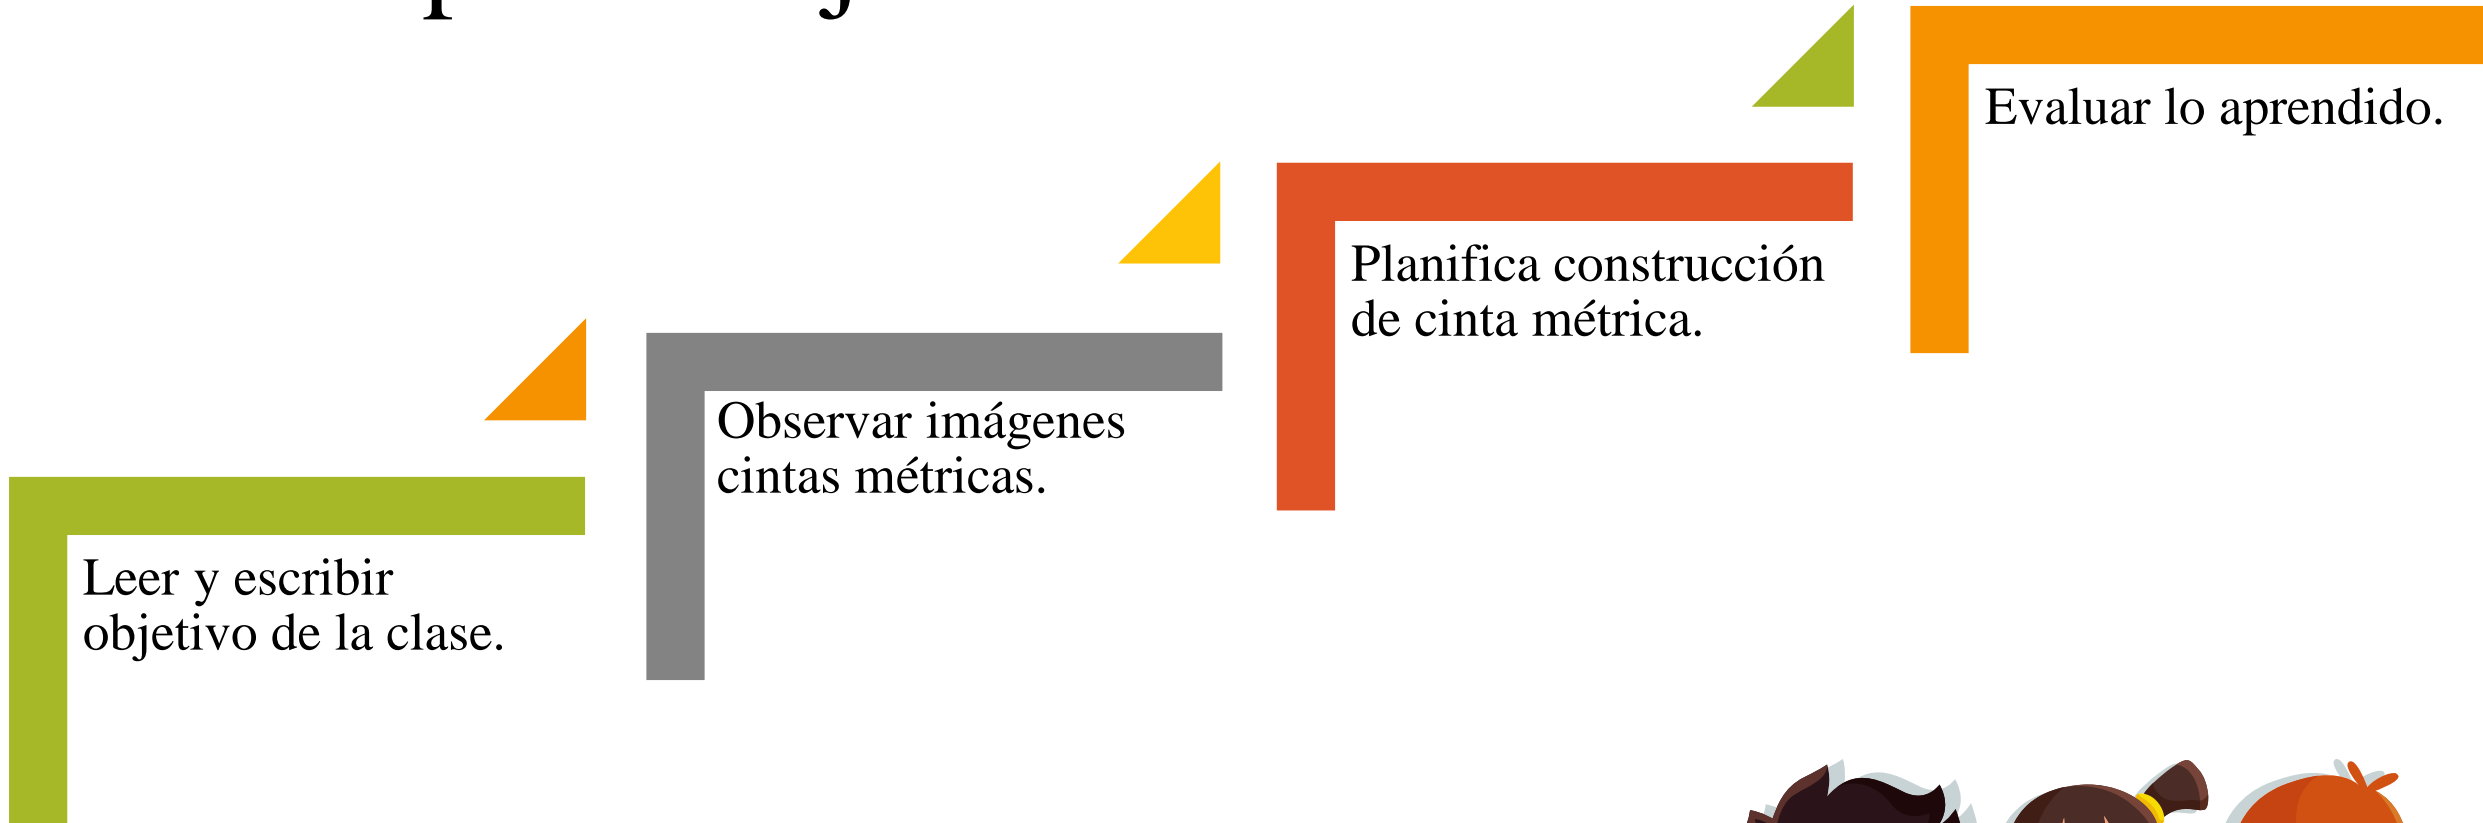 Leer y escribir
objetivo de la clase.
Observar imágenes
cintas métricas.
Planifica construcción
de cinta métrica.
Evaluar lo aprendido.